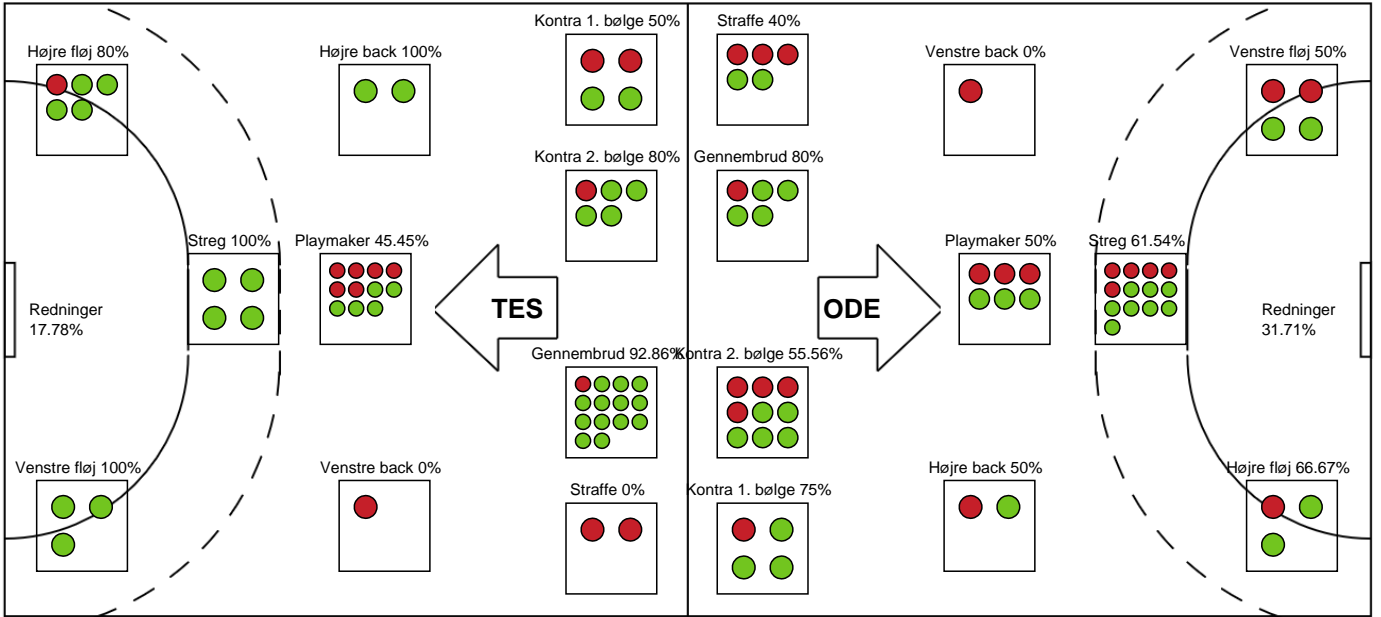 Kontra 1. bølge 50%
Straffe 40%
Højre fløj 80%
Højre back 100%
Venstre back 0%
Venstre fløj 50%
Kontra 2. bølge 80%
Gennembrud 80%
Streg 100%
Playmaker 45.45%
Playmaker 50%
Streg 61.54%
Redninger
17.78%
TES
ODE
Redninger
31.71%
Gennembrud 92.86%
Kontra 2. bølge 55.56%
Venstre fløj 100%
Venstre back 0%
Højre back 50%
Højre fløj 66.67%
Straffe 0%
Kontra 1. bølge 75%